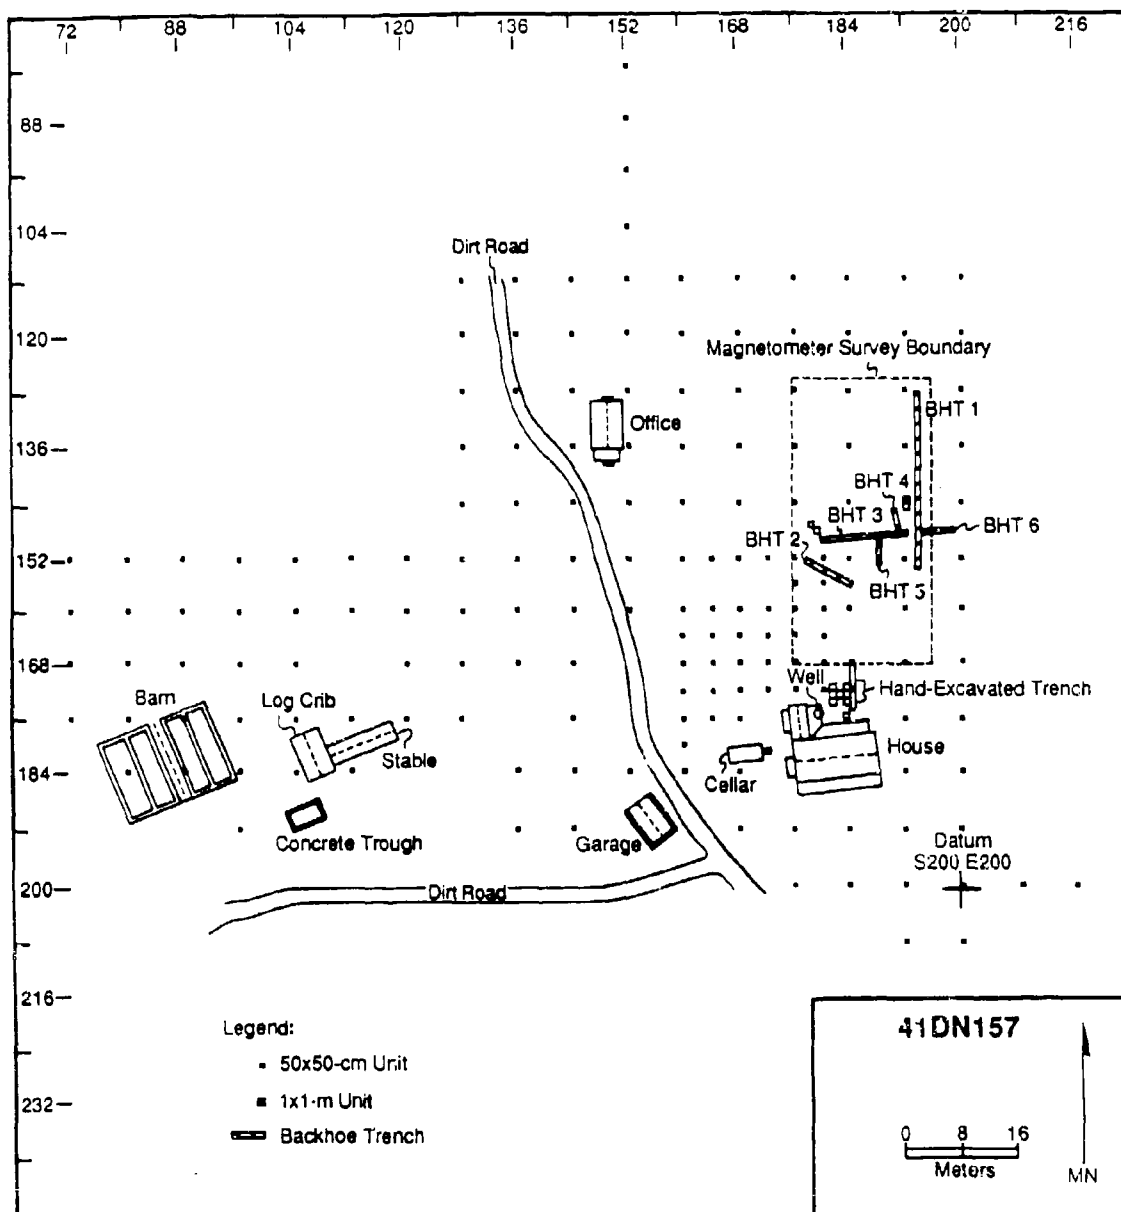 72 88 104 120 136 152 168 184 200 216
88
104
Dirt Road
120
Magnetometer Survey Boundary
BHT 1
Office
136
BHT 4
BHT 3
BHT 6
BHT 2
152
BHT 5
168
Well
Barn
Log Crib
Hand-Excavated Trench
Stable
House
184
Cellar
Concrete Trough
Garage
Datum
S200 E200
200
Dirt Road
216
Legend:
41DN157
50x50-cm Unit
1x1-m Unit
232
Backhoe Trench
0 8 16
Meters
MN